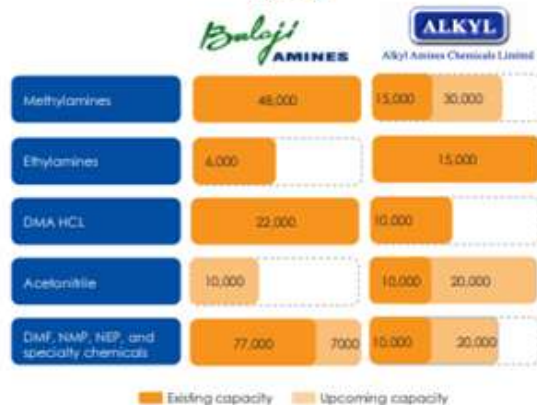 Balaji
AMINES
ALKYL
Alkyl Amines Chemicals Limited
Methylamines
48,000
15,000
30,000
Ethylamines
6,000
15,000
DMA HCL
22,000
10,000
Acetonitrile
10,000
10,000
20,000
DMF, NMP, NEP, and
specialty chemicals
77,000
7000
10,000
20,000
Existing capacity
Upcoming capacity